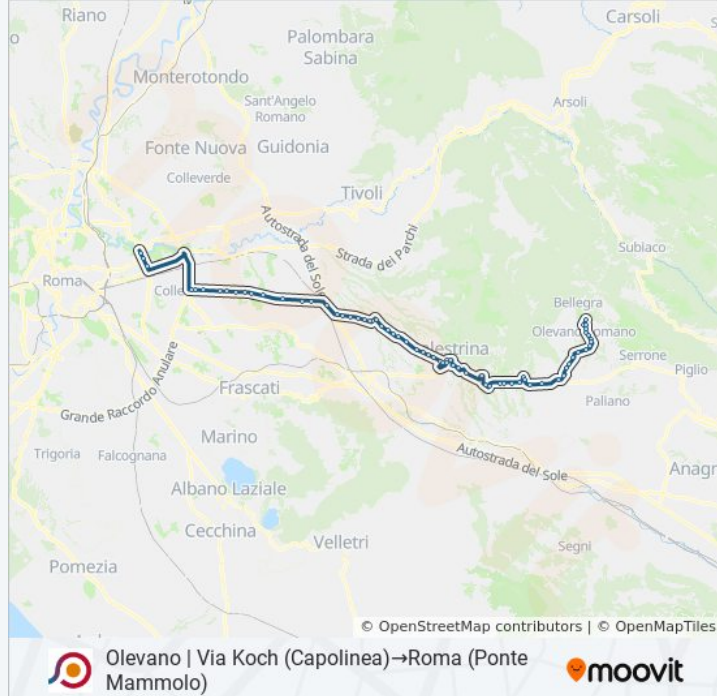 Riano
Carsoli
Palombara
Sabina
Monterotondo
Sant'Angelo
Romano
Arsoli
Fonte Nuova
Guidonia
Colleverde
Tivoli
Autostrada del Sole
Strada dei Parchi
Subiaco
Roma
Colle
Bellegra
Olevano Romano
lestrina
Serrone
Piglio
Grande Raccordo Anulare
Frascati
Paliano
Marino
Trigoria
Falcognana
Autostrada del Sole
Anagn
Albano Laziale
Cecchina
Velletri
Segni
Pomezia
© OpenStreetMap contributors | © OpenMapTiles
Olevano | Via Koch (Capolinea)→Roma (Ponte
Mammolo)
moovit